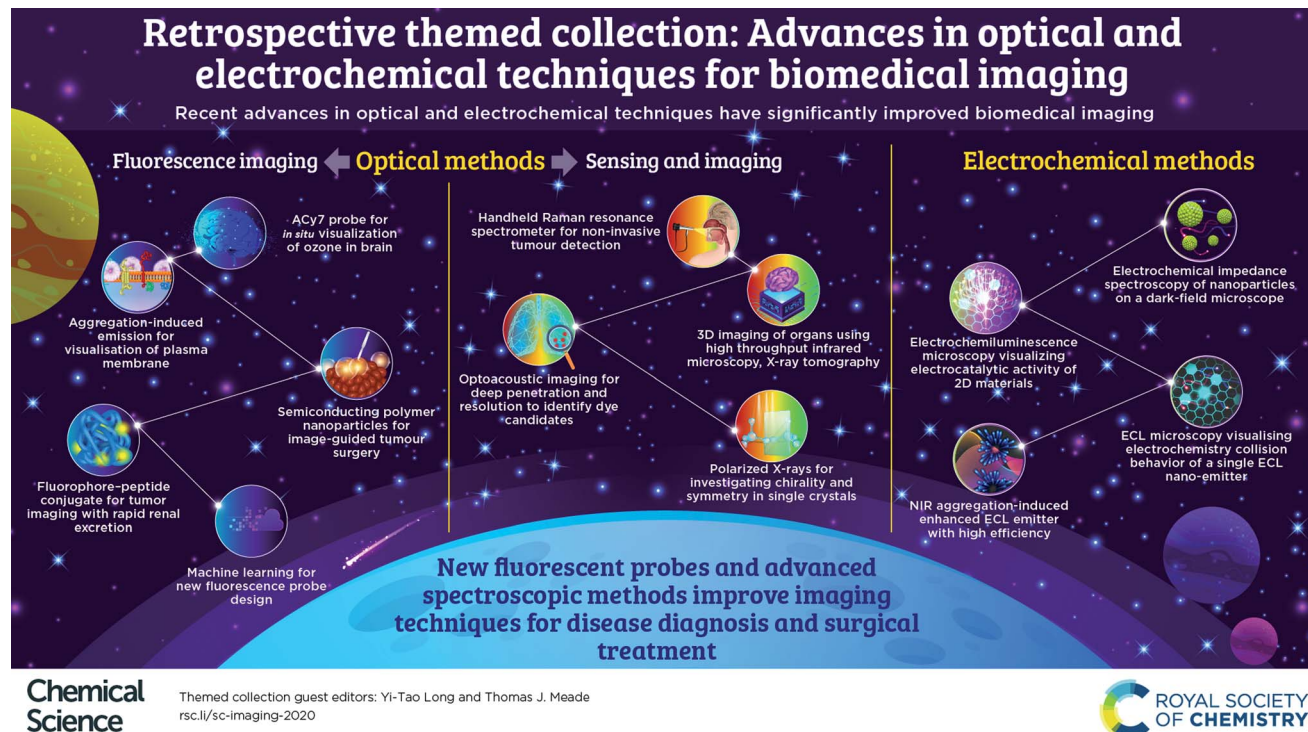 Retrospective themed collection: Advances in optical and
electrochemical techniques for biomedical imaging
Recent advances in optical and electrochemical techniques have significantly improved biomedical imaging
Fluorescence imaging
Optical methods
Sensing and imaging
Electrochemical methods
ACy7 probe for
in situ visualization
of ozone in brain
Aggregation-induced
emission for
visualisation of plasma
membrane
Semiconducting polymer
nanoparticles for
image-guided tumour
surgery
Fluorophore–peptide
conjugate for tumor
imaging with rapid renal
excretion
Machine learning for
new fluorescence probe
design
Handheld Raman resonance
spectrometer for non-invasive
tumour detection
3D imaging of organs using
high throughput infrared
microscopy, X-ray tomography
Optoacoustic imaging for
deep penetration and
resolution to identify dye
candidates
Polarized X-rays for
investigating chirality and
symmetry in single crystals
Electrochemical impedance
spectroscopy of nanoparticles
on a dark-field microscope
Electrochemiluminescence
microscopy visualizing
electrocatalytic activity of
2D materials
ECL microscopy visualising
electrochemistry collision
behavior of a single ECL
nano-emitter
NIR aggregation-induced
enhanced ECL emitter
with high efficiency
New fluorescent probes and advanced
spectroscopic methods improve imaging
techniques for disease diagnosis and surgical
treatment
Chemical
Science
Themed collection guest editors: Yi-Tao Long and Thomas J. Meade
rsc.li/sc-imaging-2020
ROYAL SOCIETY
OF CHEMISTRY